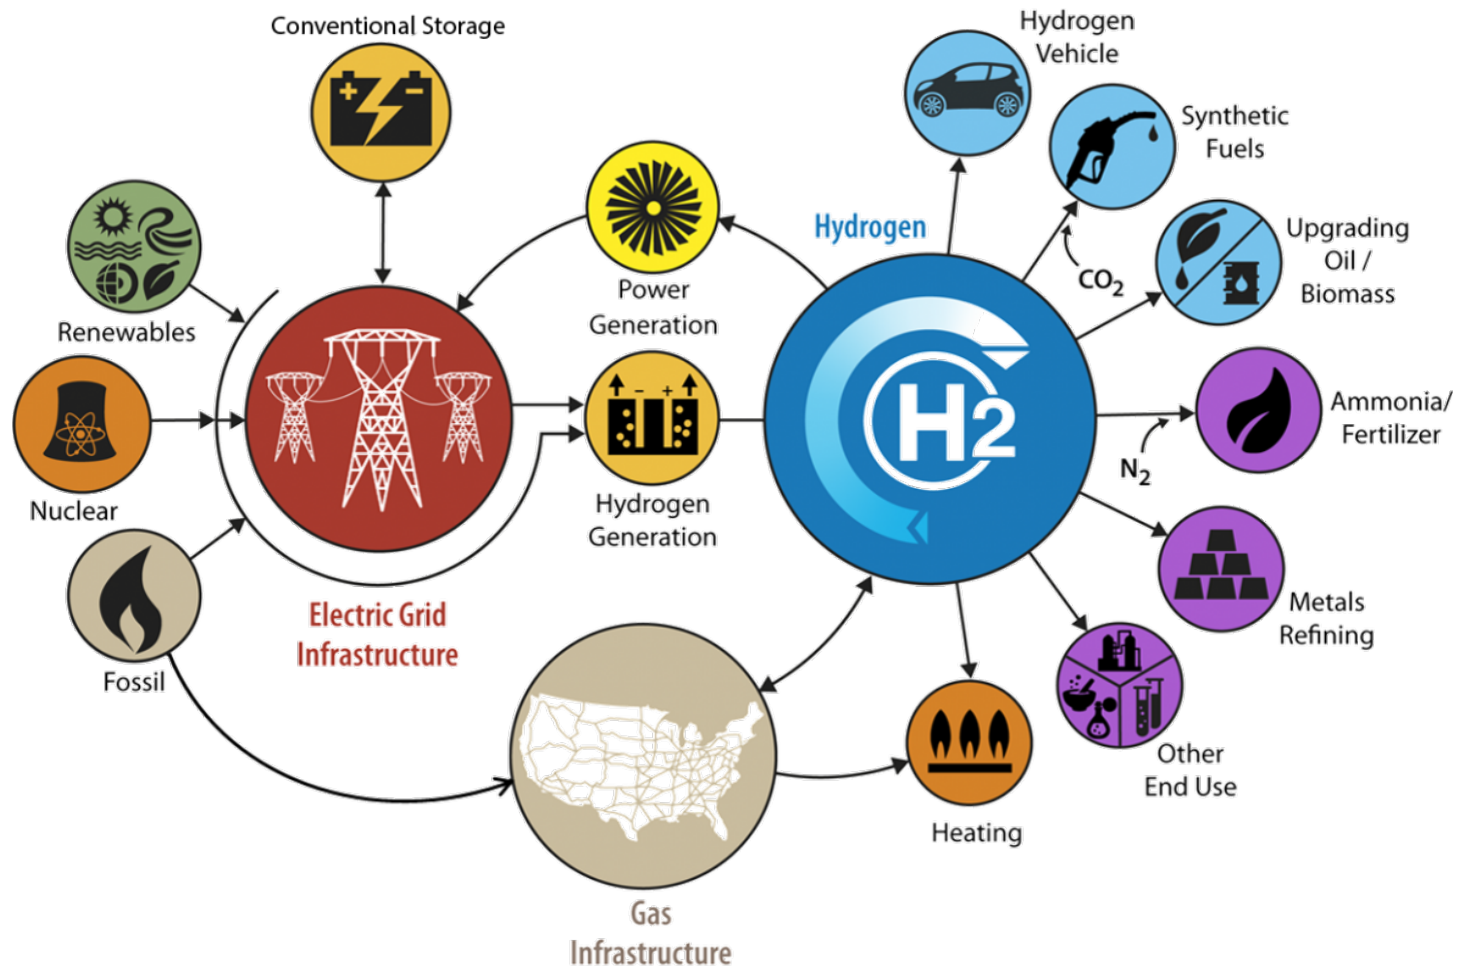 Conventional Storage
Hydrogen
Vehicle
Synthetic
Fuels
Renewables
Hydrogen
Upgrading
Oil /
Biomass
CO2
Power
Generation
Nuclear
H2
Ammonia/
Fertilizer
N2
Hydrogen
Generation
Fossil
Electric Grid
Infrastructure
Metals
Refining
Other
End Use
Heating
Gas
Infrastructure